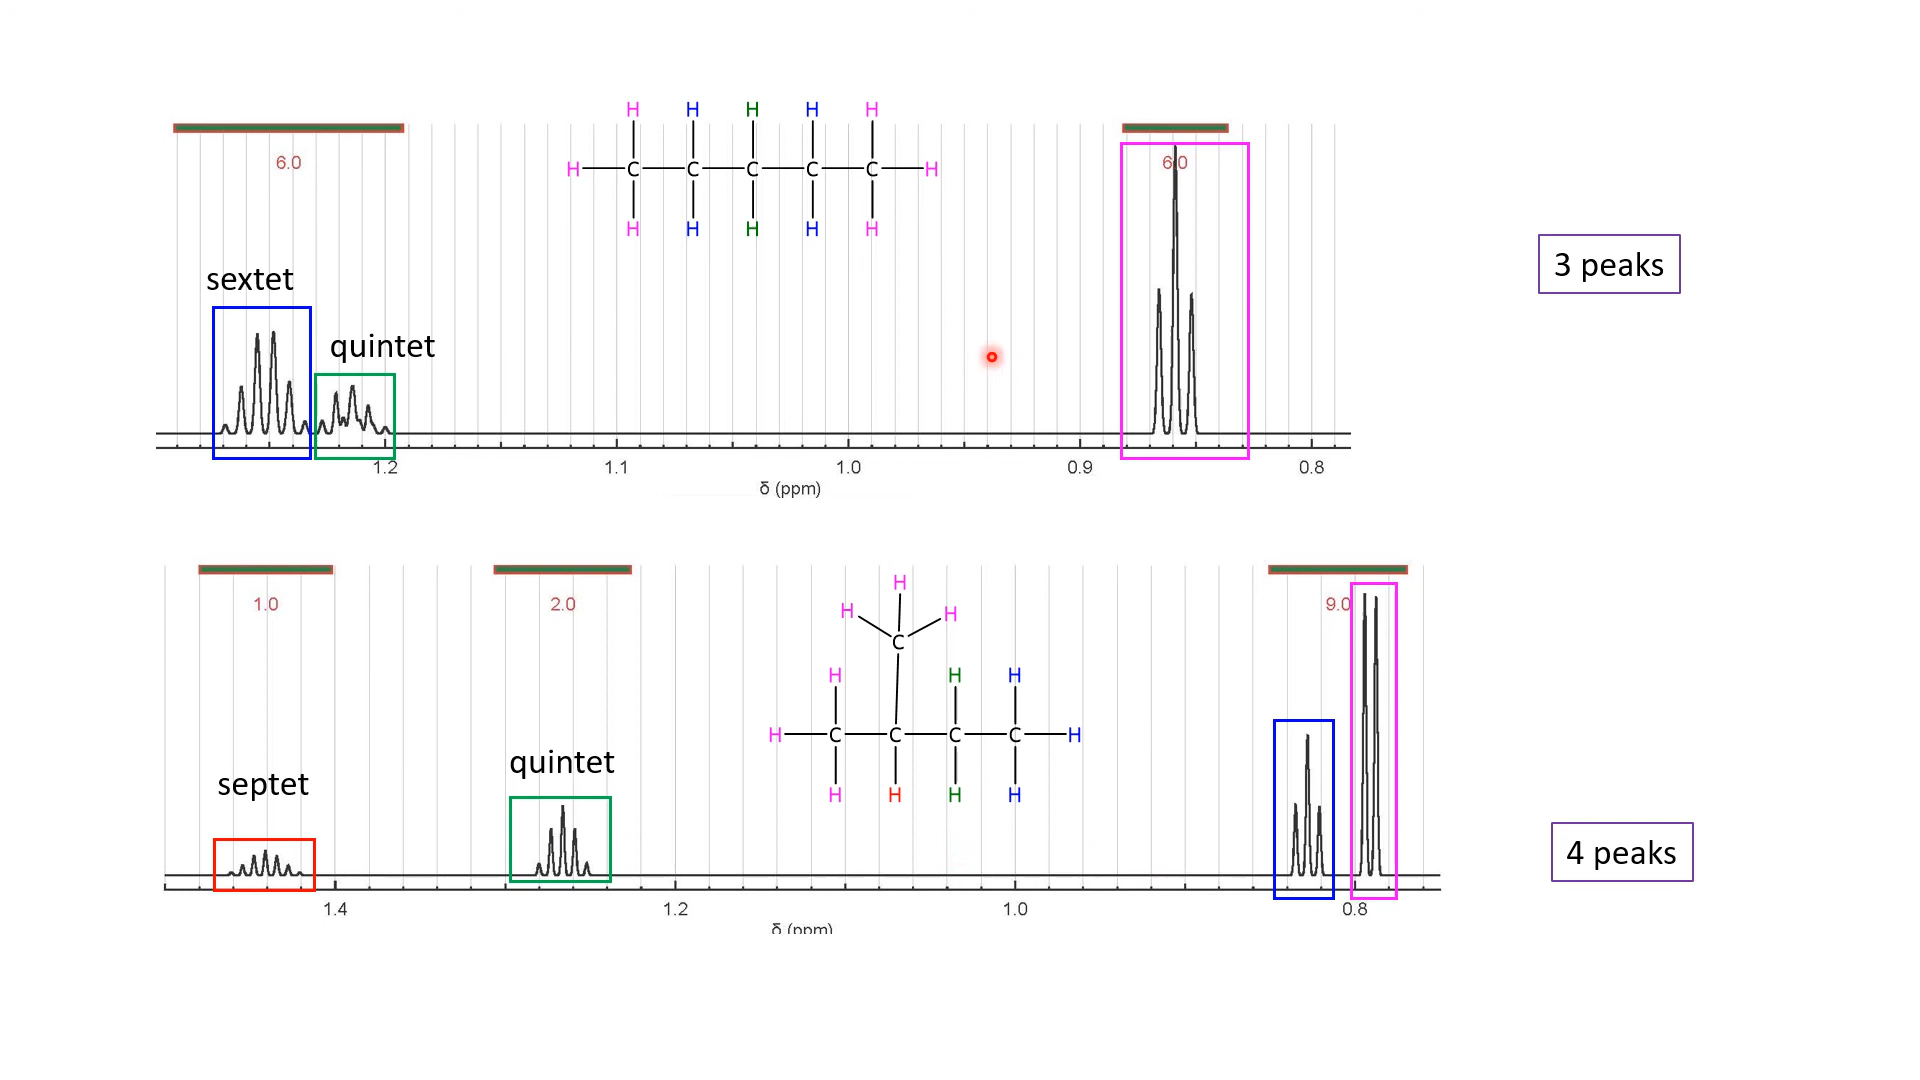 H H H H H
6.0
6.0
H C C C C C H
H H H H H
3 peaks
sextet
quintet
1.2 1.1 1.0 0.9 0.8
δ (ppm)
H
1.0
2.0
9.0
H H
C
H H H
H C C C C H
H H H H
quintet
septet
4 peaks
1.4 1.2 1.0 0.8
δ (ppm)